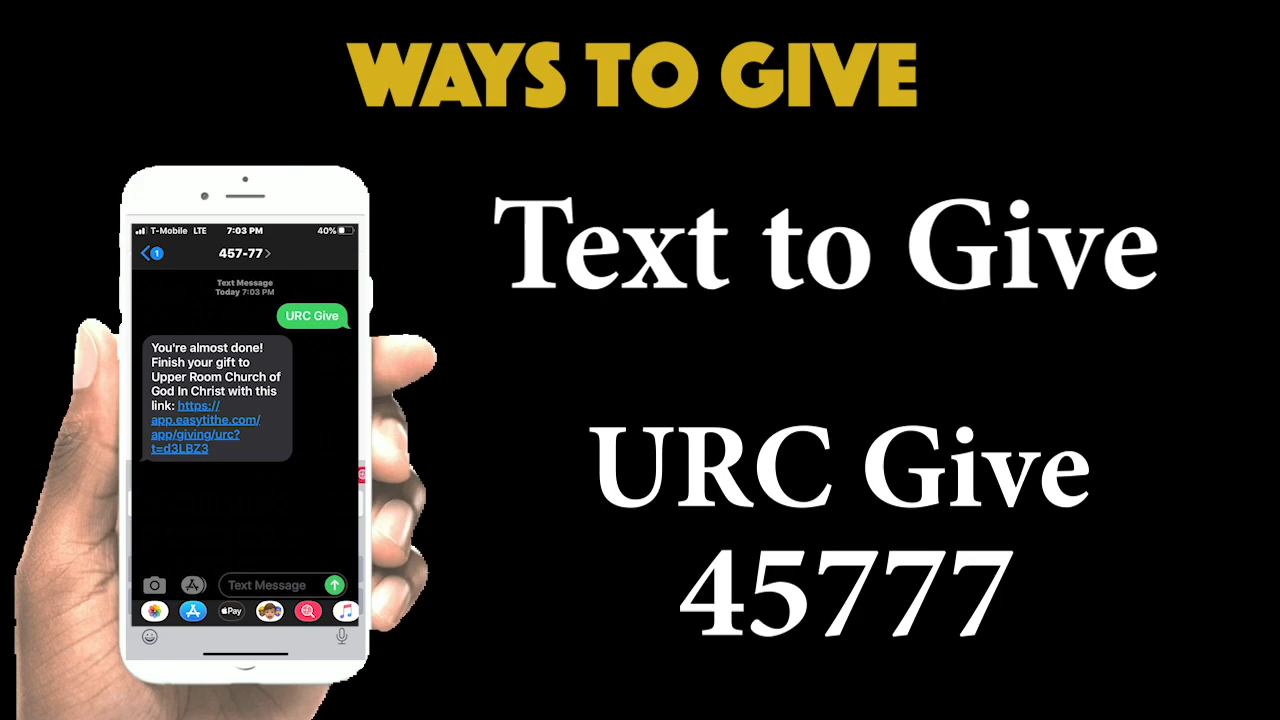 WAYS TO GIVE
Text to Give
URC Give
45777
T-Mobile LTE 7:03 PM 40%
1 457-77
Text Message
Today 7:03 PM
URC Give
You're almost done!
Finish your gift to
Upper Room Church of
God In Christ with this
link: https://
app.easytithe.com/
app/giving/urc?
t=d3LBZ3
Text Message
Pay